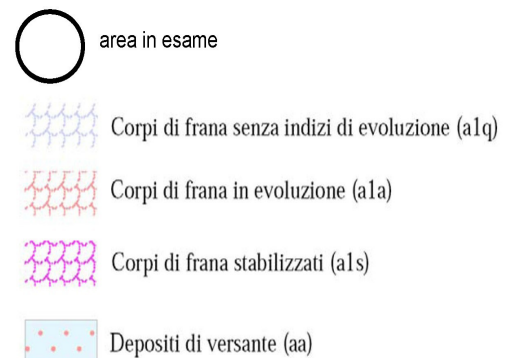 area in esame
Corpi di frana senza indizi di evoluzione (a1q)
Corpi di frana in evoluzione (a1a)
Corpi di frana stabilizzati (a1s)
Depositi di versante (aa)